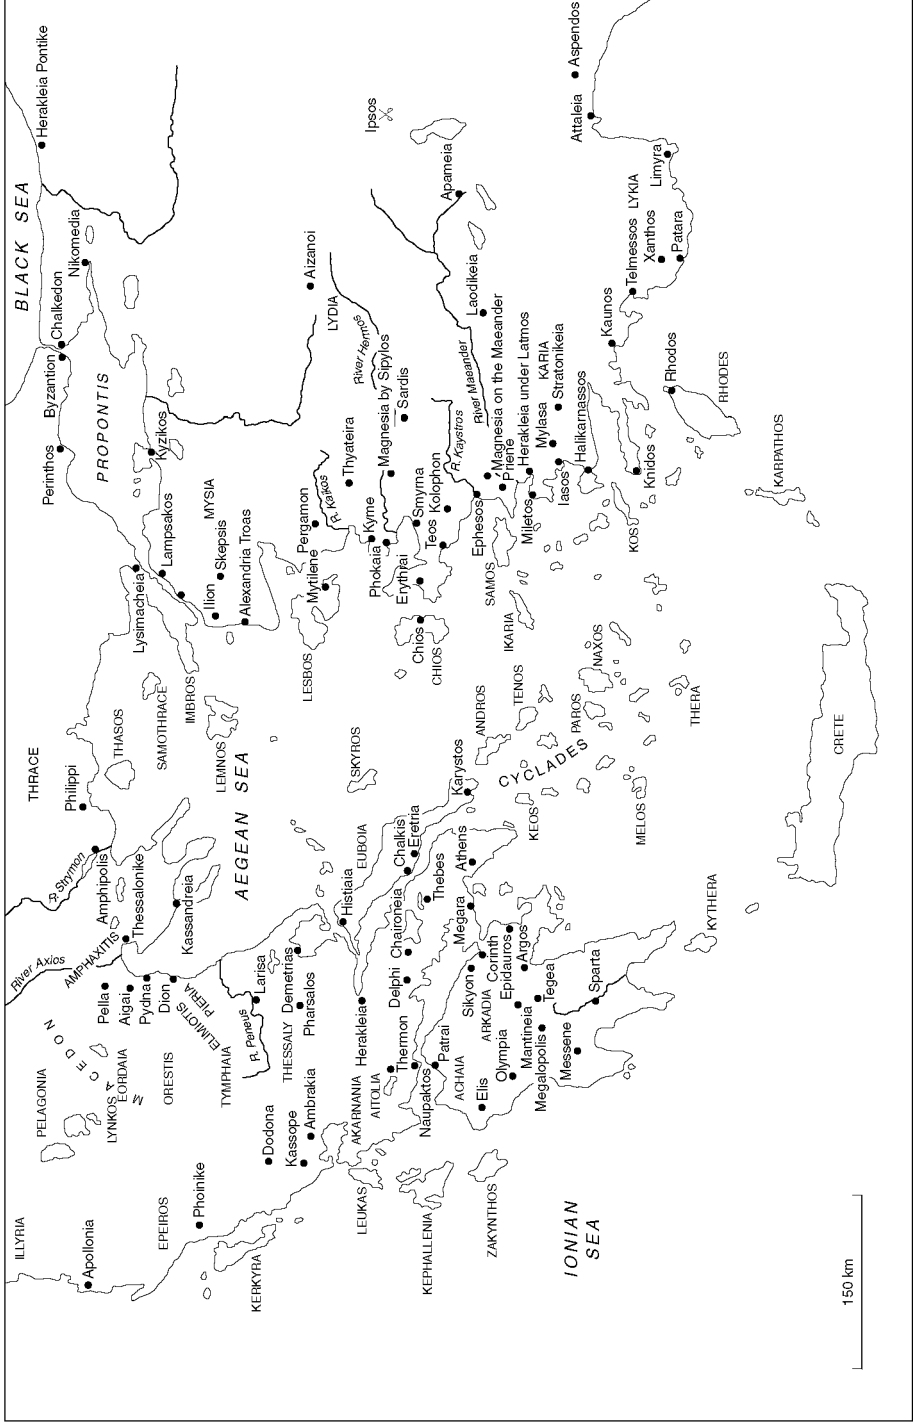 ILLYRIA
Apollonia
EPEIROS
Phoinike
KERKYRA
PELAGONIA
LYNKOS
EORDAIA
MACEDON
ORESTIS
TYMPHAIA
ELIMIOTIS
PIERIA
River Axios
AMPHAXITIS
Pella
Aigai
Pydna
Dion
Thessalonike
Amphipolis
R. Strymon
Kassandreia
THRACE
Philippi
THASOS
SAMOTHRACE
IMBROS
LEMNOS
AEGEAN SEA
Dodona
Kassope
Ambrakia
R. Peneus
Larisa
THESSALY
Demetrias
Pharsalos
LEUKAS
AKARNANIA
AITOLIA
Herakleia
Histiaia
EUBOIA
SKYROS
Thermon
Delphi
Chaironeia
Chalkis
Eretria
Thebes
Naupaktos
Patrai
ACHAIA
KEPHALLENIA
ZAKYNTHOS
IONIAN
SEA
Elis
Sikyon
ARKADIA
Megara
Athens
Karystos
Corinth
Epidauros
Argos
Olympia
Mantineia
Tegea
Megalopolis
Messene
Sparta
KYTHERA
ANDROS
TENOS
CYCLADES
KEOS
PAROS
NAXOS
MELOS
THERA
CRETE
BLACK SEA
Herakleia Pontike
Nikomedia
Chalkedon
Byzantion
Perinthos
PROPONTIS
Kyzikos
Lysimacheia
Lampsakos
MYSIA
Skepsis
Ilion
Alexandria Troas
LESBOS
Mytilene
Pergamon
R. Kaikos
Thyateira
Aizanoi
LYDIA
River Hermos
Ipsos
Kyme
Magnesia by Sipylos
Sardis
Phokaia
Smyrna
Erythrai
Chios
CHIOS
Teos
Kolophon
R. Kaystros
River Maeander
Apameia
Laodikeia
Ephesos
Magnesia on the Maeander
Priene
SAMOS
IKARIA
Miletos
Herakleia under Latmos
Mylasa
KARIA
Stratonikeia
Iasos
Halikarnassos
KOS
Knidos
Kaunos
Rhodos
RHODES
KARPATHOS
Telmessos
LYKIA
Xanthos
Patara
Limyra
Attaleia
Aspendos
150 km